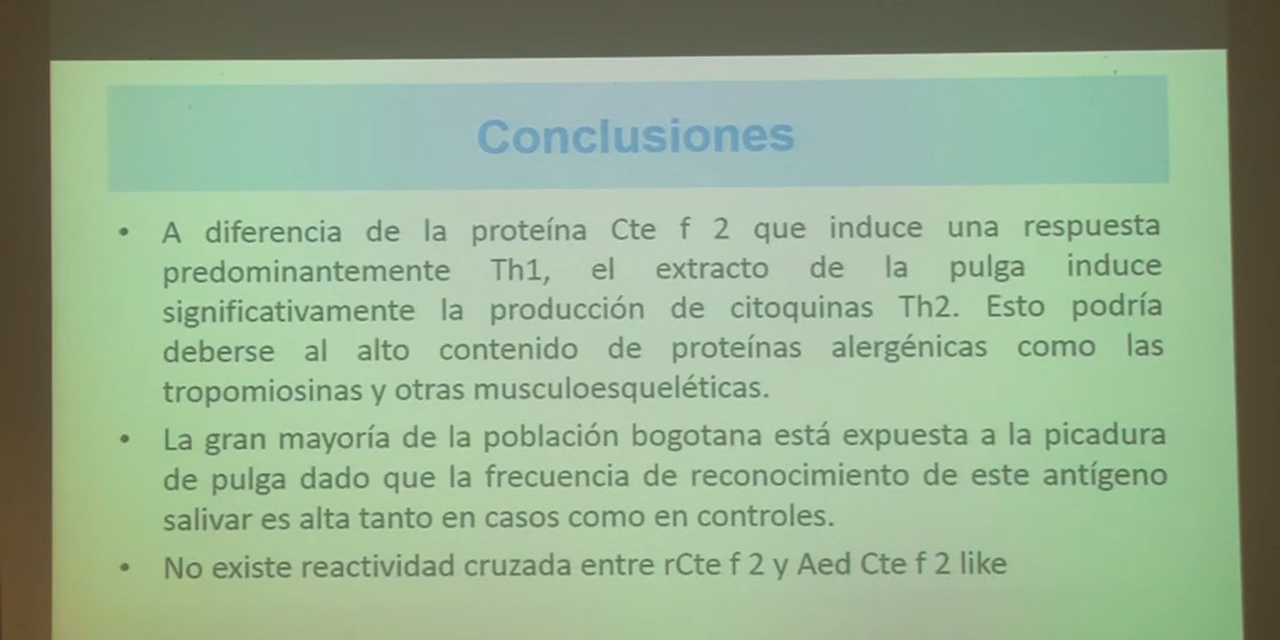 Conclusiones
• A diferencia de la proteína Cte f 2 que induce una respuesta
predominantemente Th1, el extracto de la pulga induce
significativamente la producción de citoquinas Th2. Esto podría
deberse al alto contenido de proteínas alergénicas como las
tropomiosinas y otras musculoesqueléticas.
• La gran mayoría de la población bogotana está expuesta a la picadura
de pulga dado que la frecuencia de reconocimiento de este antígeno
salivar es alta tanto en casos como en controles.
• No existe reactividad cruzada entre rCte f 2 y Aed Cte f 2 like